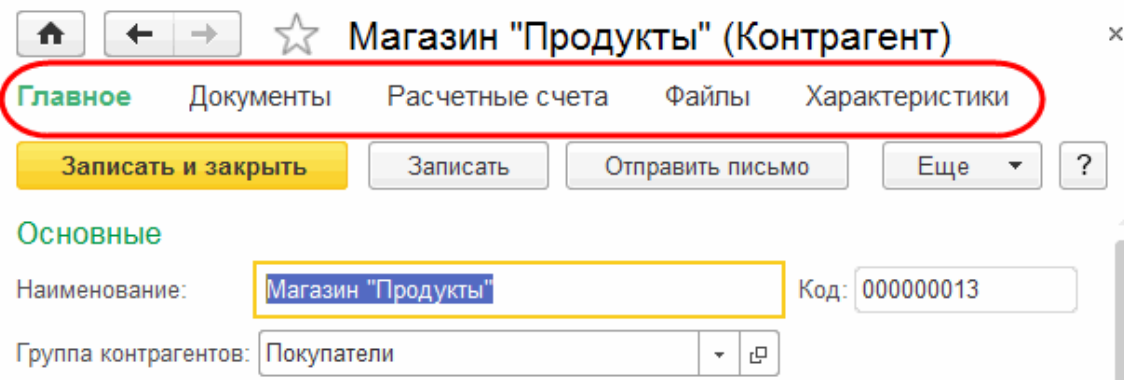 Магазин "Продукты" (Контрагент)
Главное Документы Расчетные счета Файлы Характеристики
Записать и закрыть Записать Отправить письмо Еще ?
Основные
Наименование: Магазин "Продукты" Код: 000000013
Группа контрагентов: Покупатели